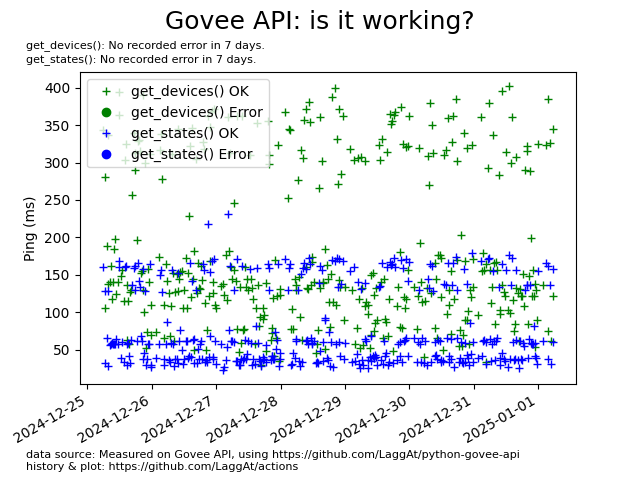 Govee API: is it working?
get_devices(): No recorded error in 7 days.
get_states(): No recorded error in 7 days.
get_devices() OK
get_devices() Error
get_states() OK
get_states() Error
Ping (ms)
400
350
300
250
200
150
100
50
2024-12-25
2024-12-26
2024-12-27
2024-12-28
2024-12-29
2024-12-30
2024-12-31
2025-01-01
data source: Measured on Govee API, using https://github.com/LaggAt/python-govee-api
history & plot: https://github.com/LaggAt/actions